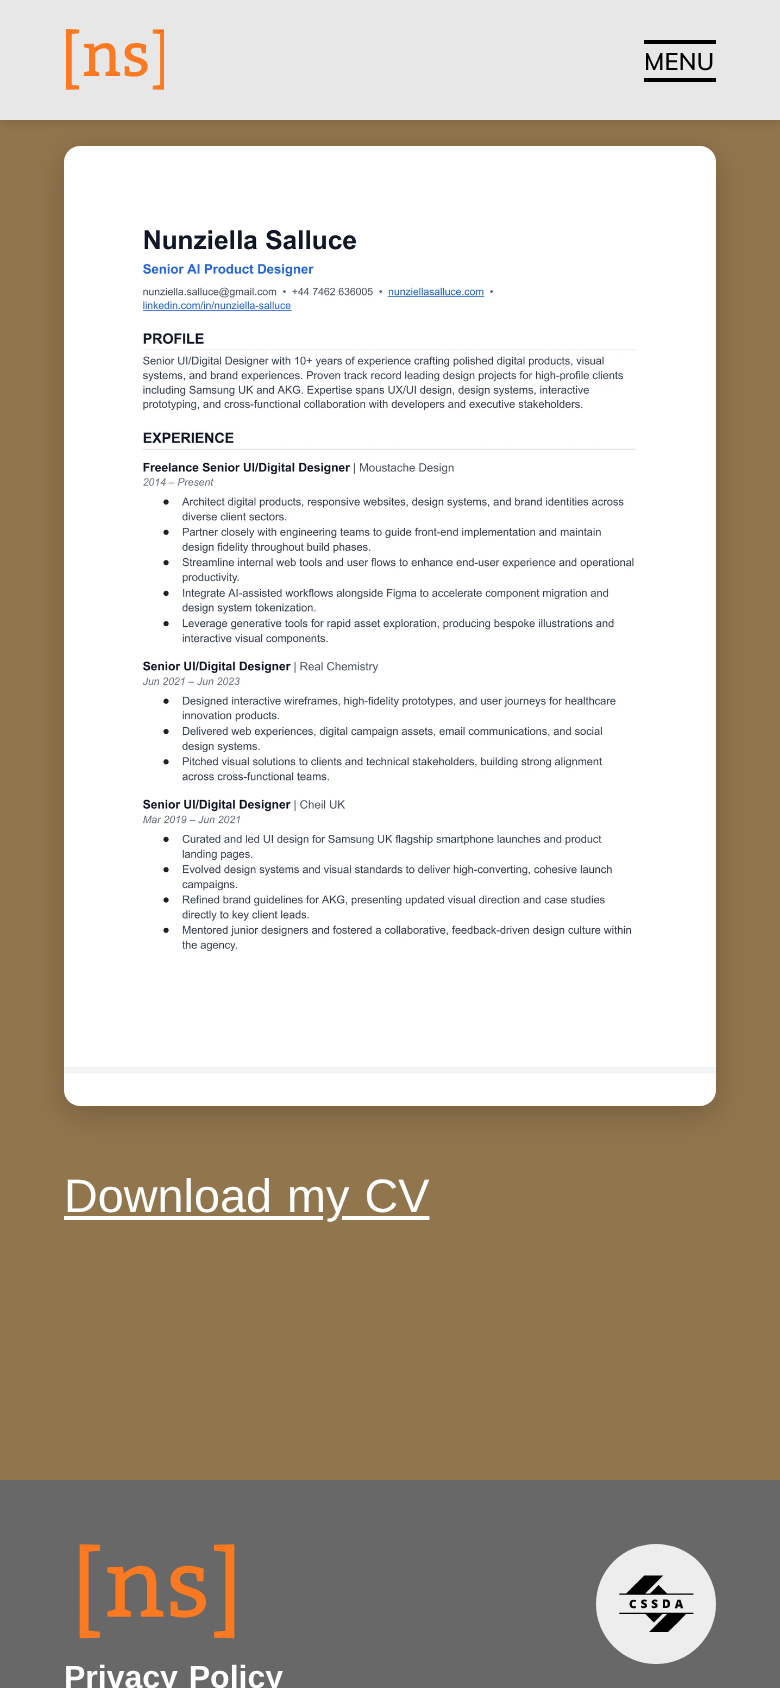 [ns]
MENU
Nunziella Salluce
Senior AI Product Designer
nunziella.salluce@gmail.com • +44 7462 636005 • nunziellasalluce.com •
linkedin.com/in/nunziella-salluce
PROFILE
Senior UI/Digital Designer with 10+ years of experience crafting polished digital products, visual
systems, and brand experiences. Proven track record leading design projects for high-profile clients
including Samsung UK and AKG. Expertise spans UX/UI design, design systems, interactive
prototyping, and cross-functional collaboration with developers and executive stakeholders.
EXPERIENCE
Freelance Senior UI/Digital Designer | Moustache Design
2014 – Present
● Architect digital products, responsive websites, design systems, and brand identities across
diverse client sectors.
● Partner closely with engineering teams to guide front-end implementation and maintain
design fidelity throughout build phases.
● Streamline internal web tools and user flows to enhance end-user experience and operational
productivity.
● Integrate AI-assisted workflows alongside Figma to accelerate component migration and
design system tokenization.
● Leverage generative tools for rapid asset exploration, producing bespoke illustrations and
interactive visual components.
Senior UI/Digital Designer | Real Chemistry
Jun 2021 – Jun 2023
● Designed interactive wireframes, high-fidelity prototypes, and user journeys for healthcare
innovation products.
● Delivered web experiences, digital campaign assets, email communications, and social
design systems.
● Pitched visual solutions to clients and technical stakeholders, building strong alignment
across cross-functional teams.
Senior UI/Digital Designer | Cheil UK
Mar 2019 – Jun 2021
● Curated and led UI design for Samsung UK flagship smartphone launches and product
landing pages.
● Evolved design systems and visual standards to deliver high-converting, cohesive launch
campaigns.
● Refined brand guidelines for AKG, presenting updated visual direction and case studies
directly to key client leads.
● Mentored junior designers and fostered a collaborative, feedback-driven design culture within
the agency.
Download my CV
[ns]
CSSDA
Privacy Policy